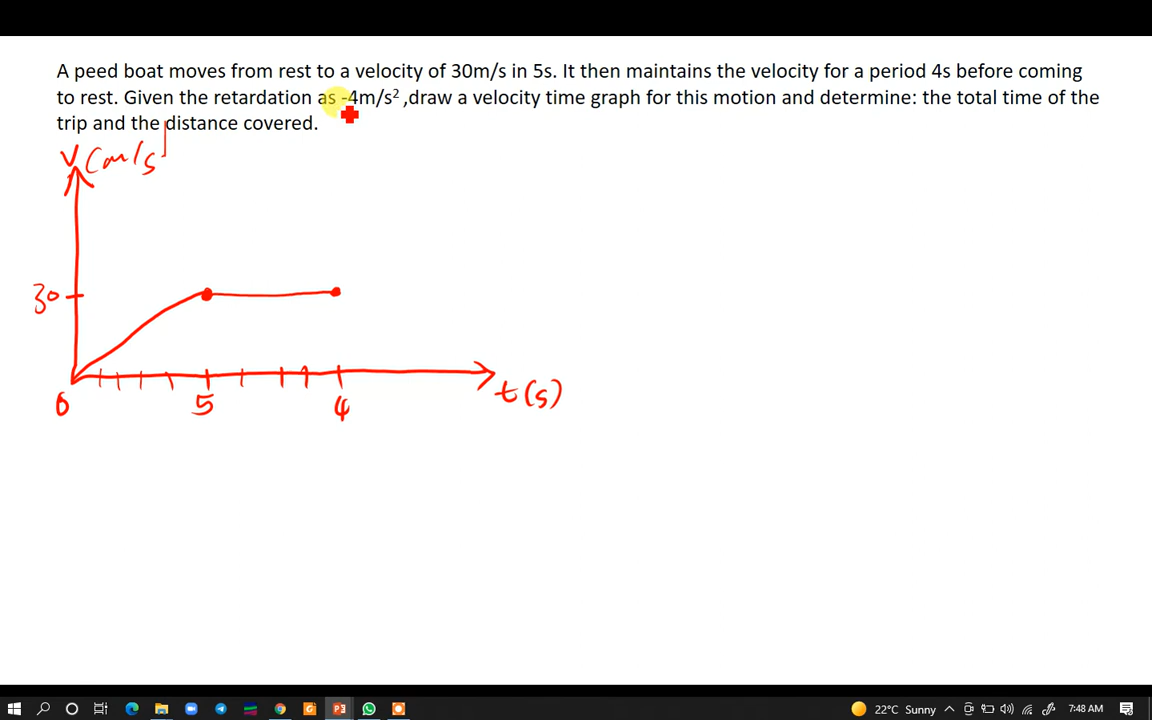 A peed boat moves from rest to a velocity of 30m/s in 5s. It then maintains the velocity for a period 4s before coming
to rest. Given the retardation as -4m/s² ,draw a velocity time graph for this motion and determine: the total time of the
trip and the distance covered.
V(m/s)
30
0 5 4 t(s)
22°C Sunny 7:48 AM